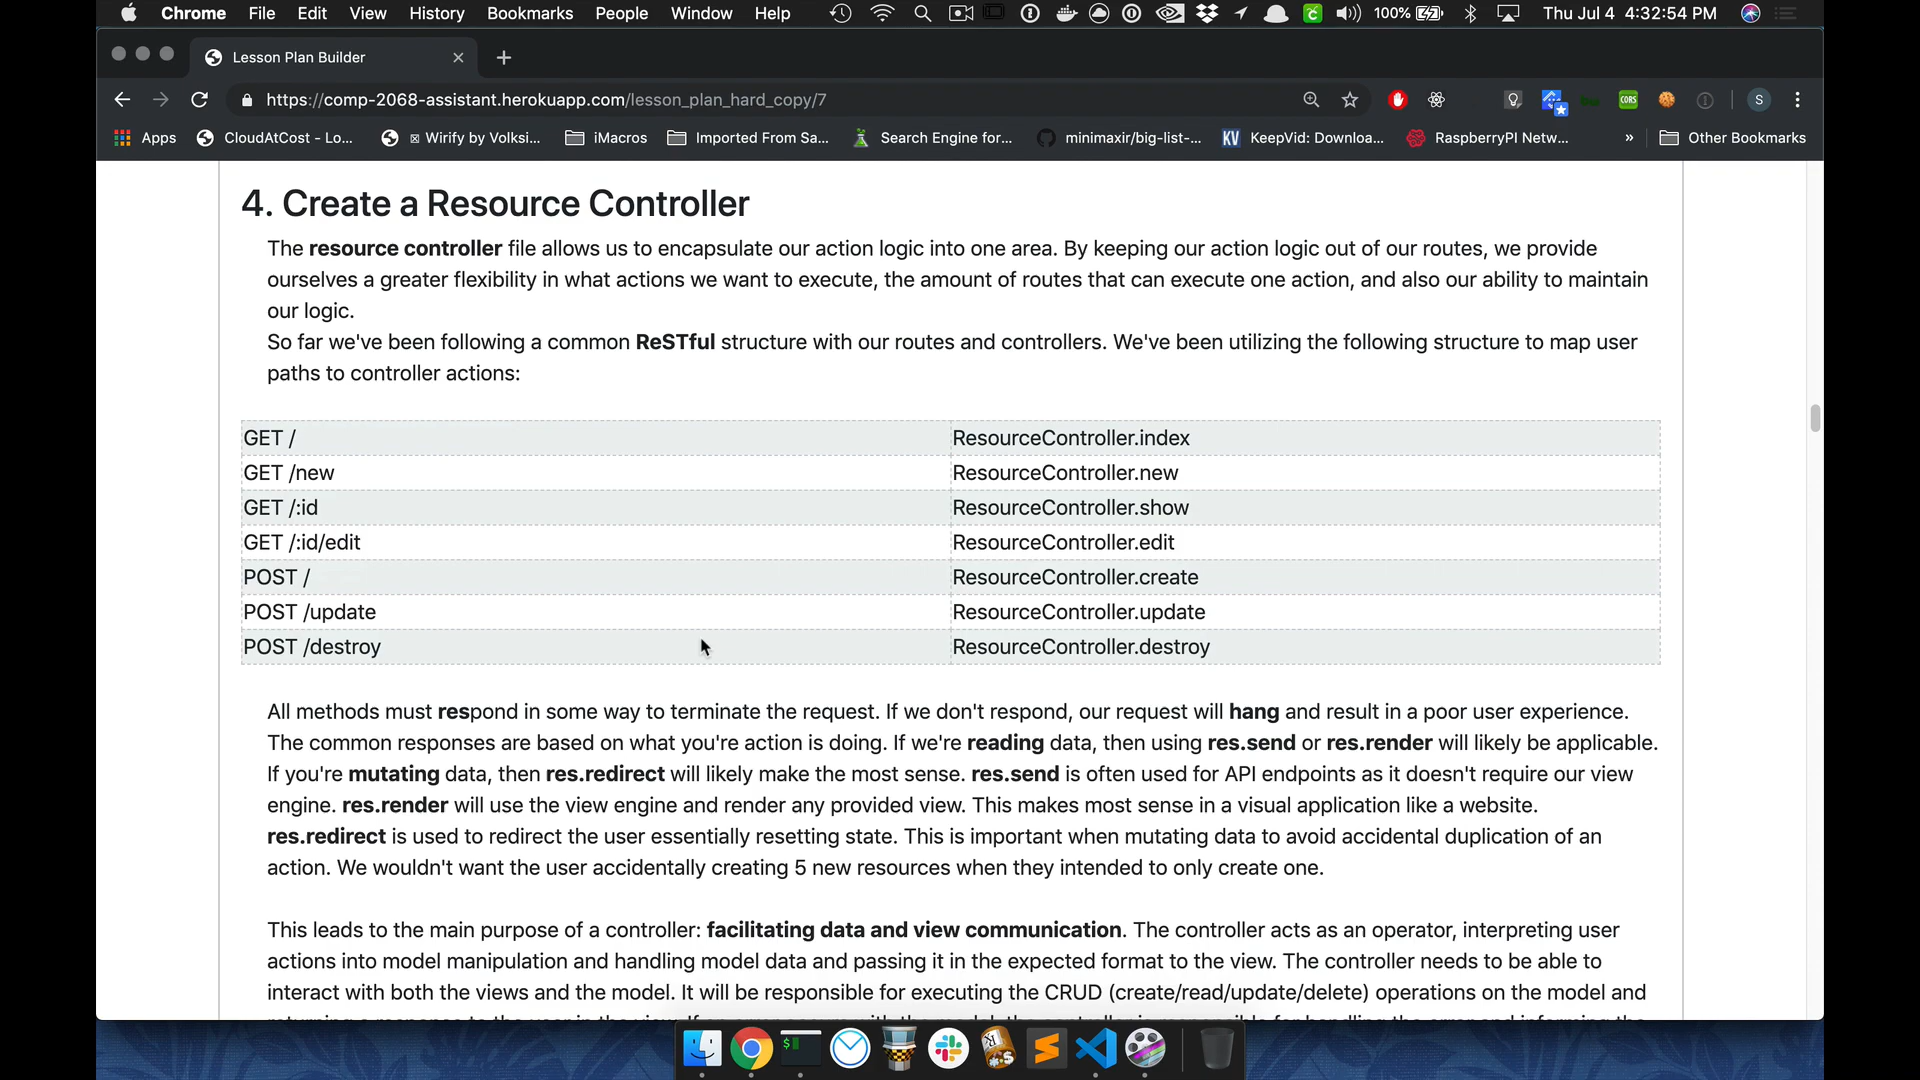 Chrome File Edit View History Bookmarks People Window Help 100% Thu Jul 4 4:32:54 PM
Lesson Plan Builder
https://comp-2068-assistant.herokuapp.com/lesson_plan_hard_copy/7 CORS S
Apps CloudAtCost - Lo... Wirify by Volksi... iMacros Imported From Sa... Search Engine for... minimaxir/big-list-... KV KeepVid: Downloa... RaspberryPI Netw... » Other Bookmarks
4. Create a Resource Controller
The resource controller file allows us to encapsulate our action logic into one area. By keeping our action logic out of our routes, we provide
ourselves a greater flexibility in what actions we want to execute, the amount of routes that can execute one action, and also our ability to maintain
our logic.
So far we've been following a common ReSTful structure with our routes and controllers. We've been utilizing the following structure to map user
paths to controller actions:
GET / ResourceController.index
GET /new ResourceController.new
GET /:id ResourceController.show
GET /:id/edit ResourceController.edit
POST / ResourceController.create
POST /update ResourceController.update
POST /destroy ResourceController.destroy
All methods must respond in some way to terminate the request. If we don't respond, our request will hang and result in a poor user experience.
The common responses are based on what you're action is doing. If we're reading data, then using res.send or res.render will likely be applicable.
If you're mutating data, then res.redirect will likely make the most sense. res.send is often used for API endpoints as it doesn't require our view
engine. res.render will use the view engine and render any provided view. This makes most sense in a visual application like a website.
res.redirect is used to redirect the user essentially resetting state. This is important when mutating data to avoid accidental duplication of an
action. We wouldn't want the user accidentally creating 5 new resources when they intended to only create one.
This leads to the main purpose of a controller: facilitating data and view communication. The controller acts as an operator, interpreting user
actions into model manipulation and handling model data and passing it in the expected format to the view. The controller needs to be able to
interact with both the views and the model. It will be responsible for executing the CRUD (create/read/update/delete) operations on the model and